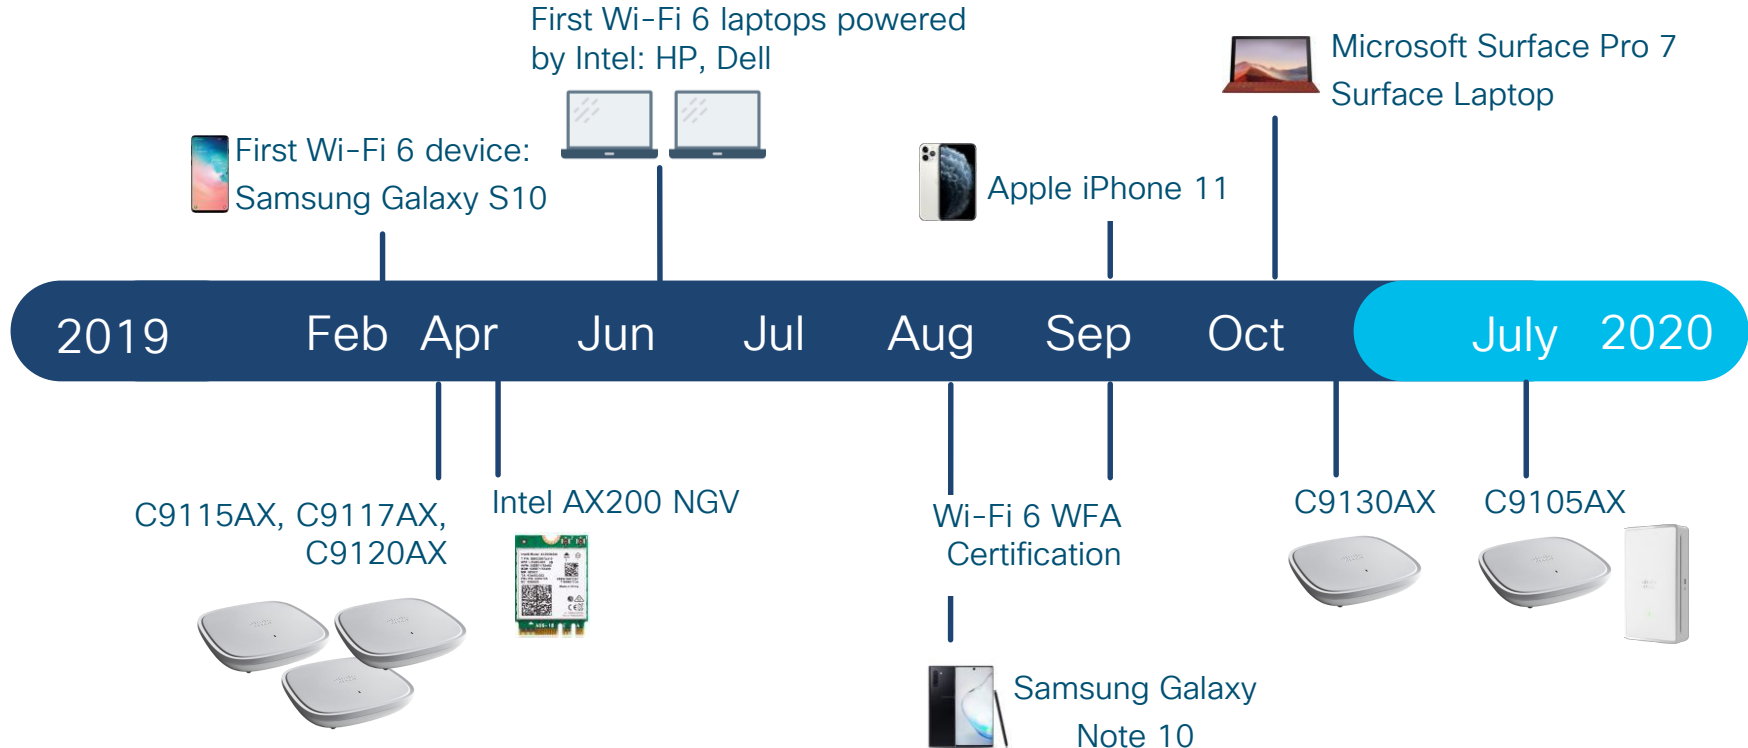 First Wi-Fi 6 laptops powered
by Intel: HP, Dell
Microsoft Surface Pro 7
Surface Laptop
First Wi-Fi 6 device:
Samsung Galaxy S10
Apple iPhone 11
2019 Feb Apr Jun Jul Aug Sep Oct July 2020
C9115AX, C9117AX,
C9120AX
Intel AX200 NGV
Wi-Fi 6 WFA
Certification
C9130AX
C9105AX
Samsung Galaxy
Note 10